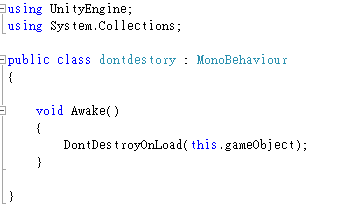 using UnityEngine;
using System.Collections;
public class dontdestory : MonoBehaviour
{
void Awake()
{
DontDestroyOnLoad(this.gameObject);
}
}